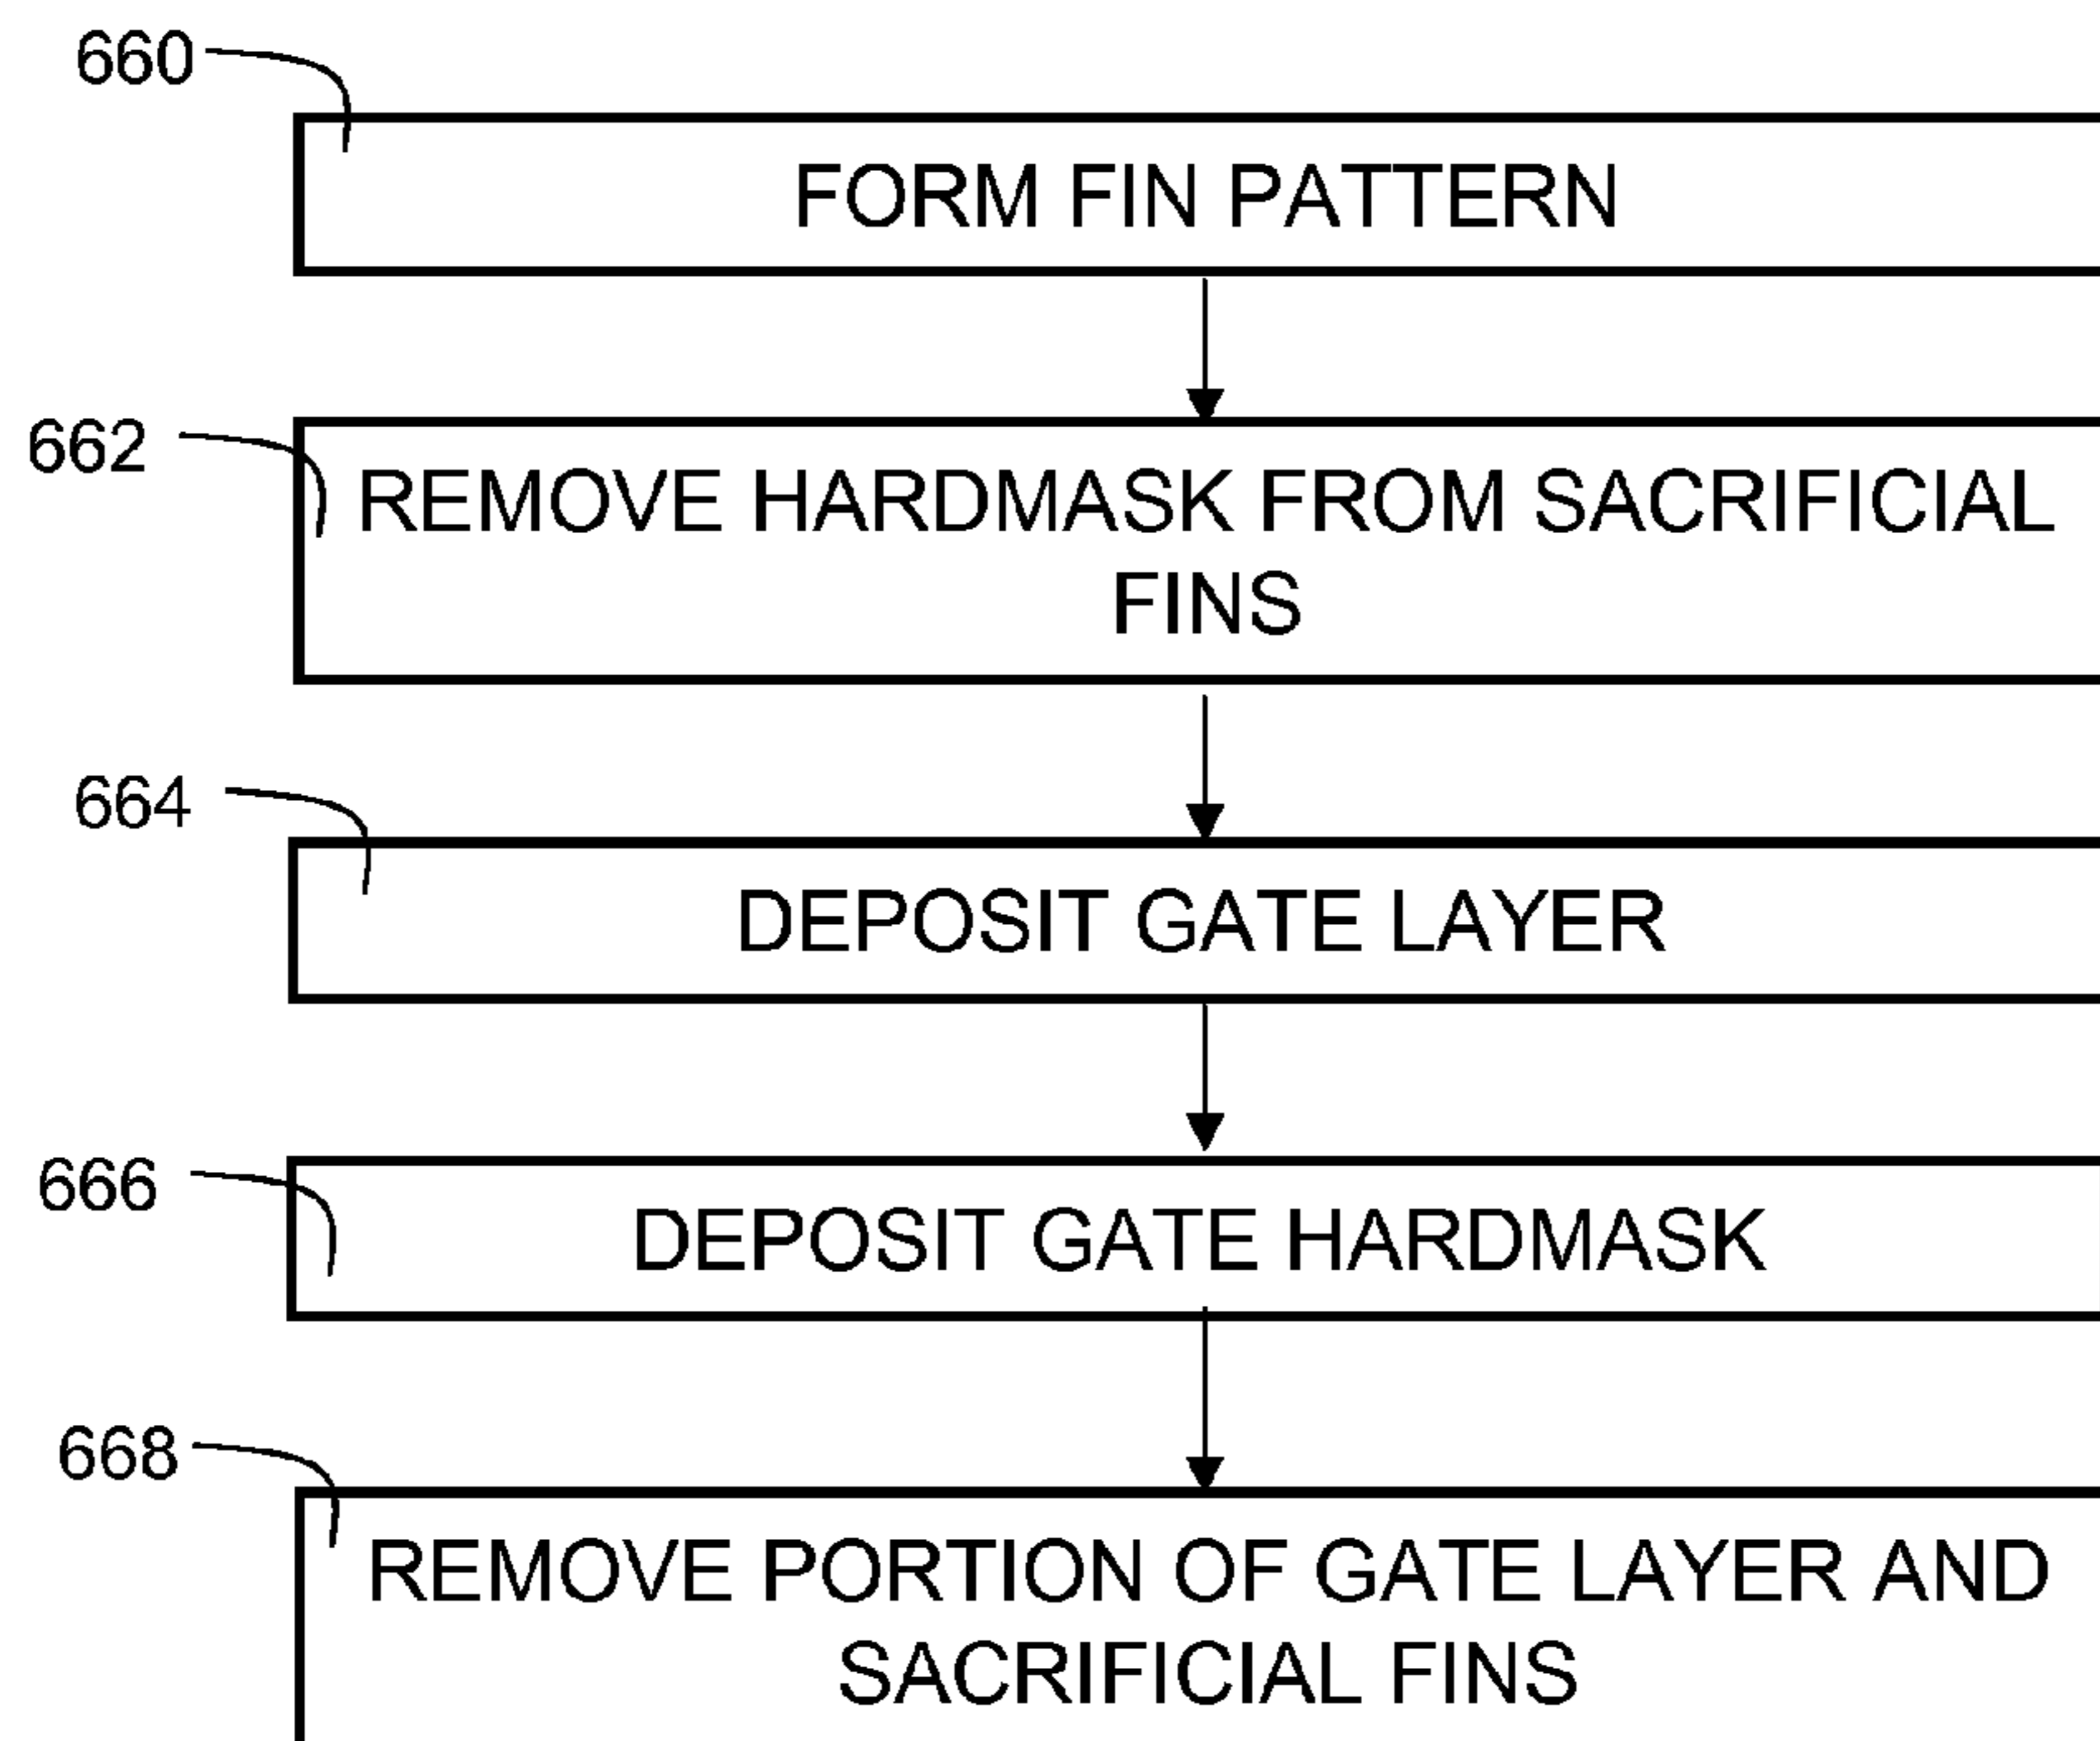 660
FORM FIN PATTERN
662
REMOVE HARDMASK FROM SACRIFICIAL
FINS
664
DEPOSIT GATE LAYER
666
DEPOSIT GATE HARDMASK
668
REMOVE PORTION OF GATE LAYER AND
SACRIFICIAL FINS